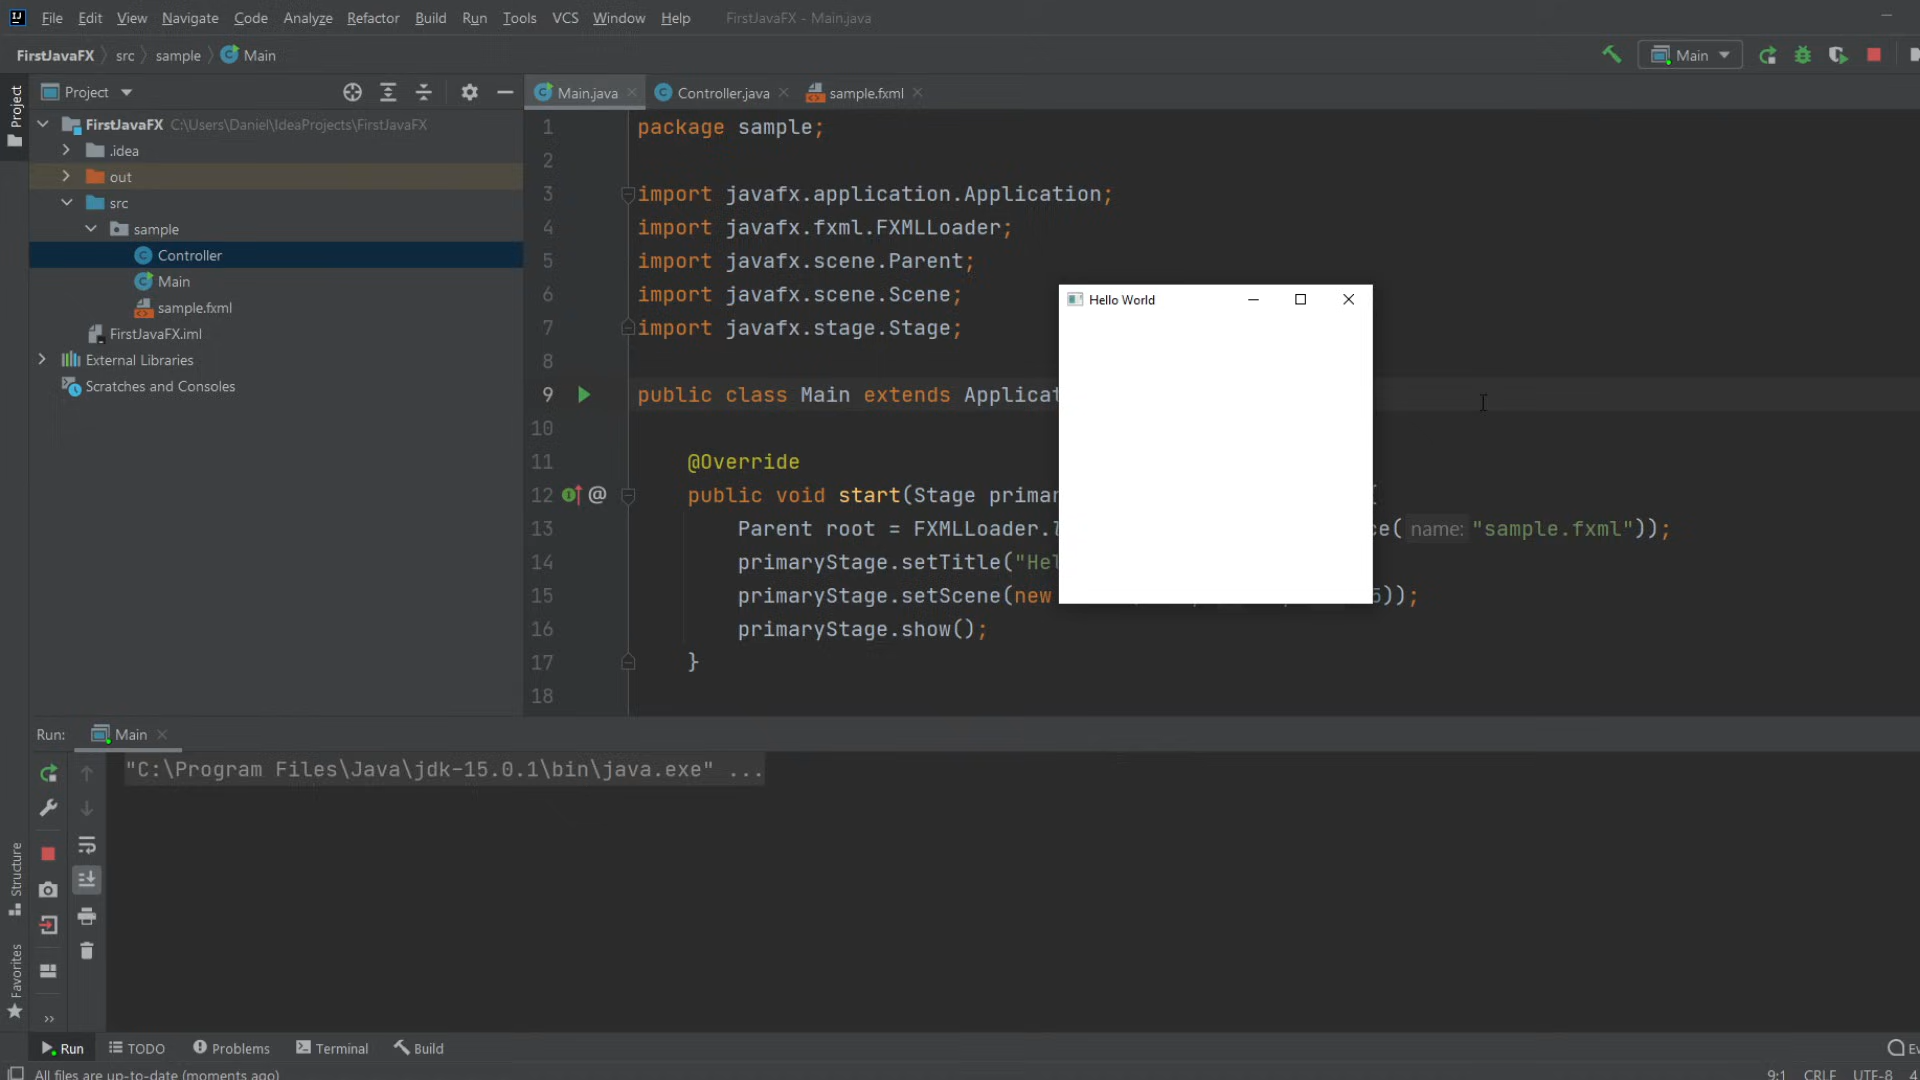 File Edit View Navigate Code Analyze Refactor Build Run Tools VCS Window Help FirstJavaFX - Main.java
FirstJavaFX src sample Main
Main
Project
Project
Main.java Controller.java sample.fxml
FirstJavaFX C:\Users\Daniel\IdeaProjects\FirstJavaFX
.idea
out
src
sample
Controller
Main
sample.fxml
FirstJavaFX.iml
External Libraries
Scratches and Consoles
1 package sample;
2
3 import javafx.application.Application;
4 import javafx.fxml.FXMLLoader;
5 import javafx.scene.Parent;
6 import javafx.scene.Scene;
7 import javafx.stage.Stage;
8
9 public class Main extends Applicat
10
11 @Override
12 public void start(Stage primar
13 Parent root = FXMLLoader. ce( name: "sample.fxml"));
14 primaryStage.setTitle("Hel
15 primaryStage.setScene(new 5));
16 primaryStage.show();
17 }
18
Hello World
Run: Main
"C:\Program Files\Java\jdk-15.0.1\bin\java.exe" ...
Structure
Favorites
Run TODO Problems Terminal Build Ev
All files are up-to-date (moments ago) 9:1 CRLF UTF-8 4